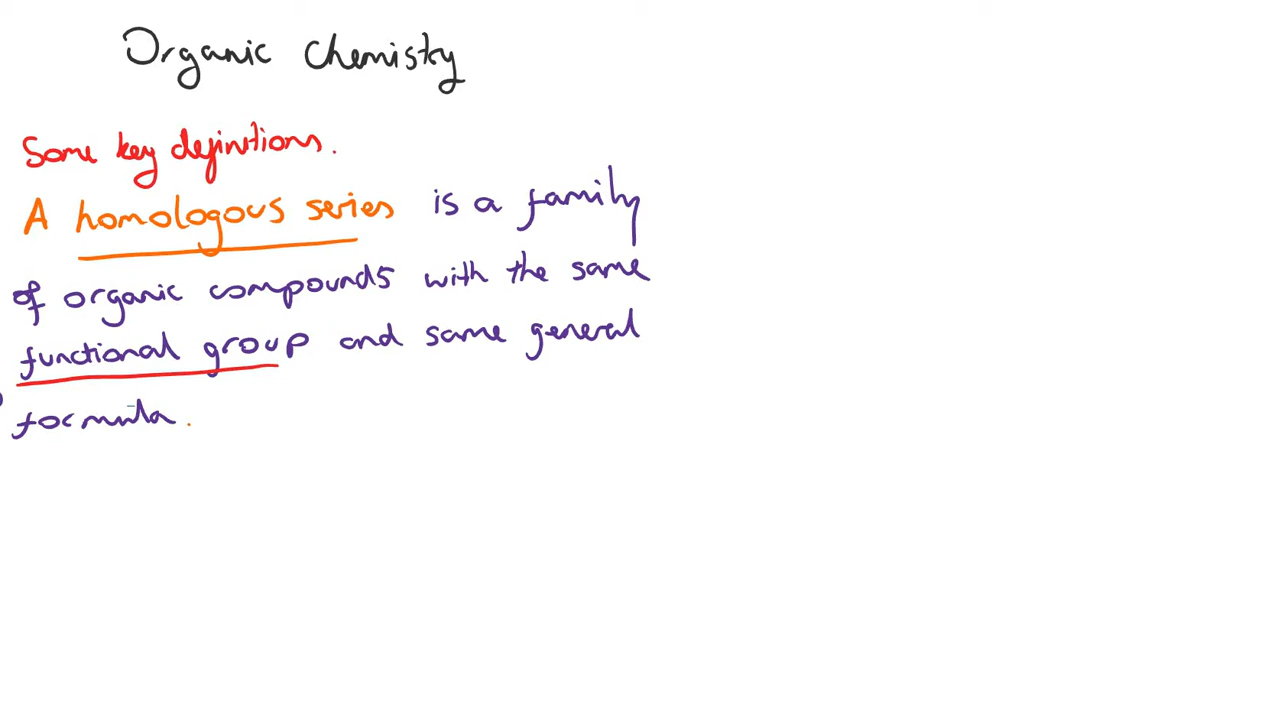 Organic Chemistry
Some key definitions.
A homologous series is a family
of organic compounds with the same
functional group and same general
formula.